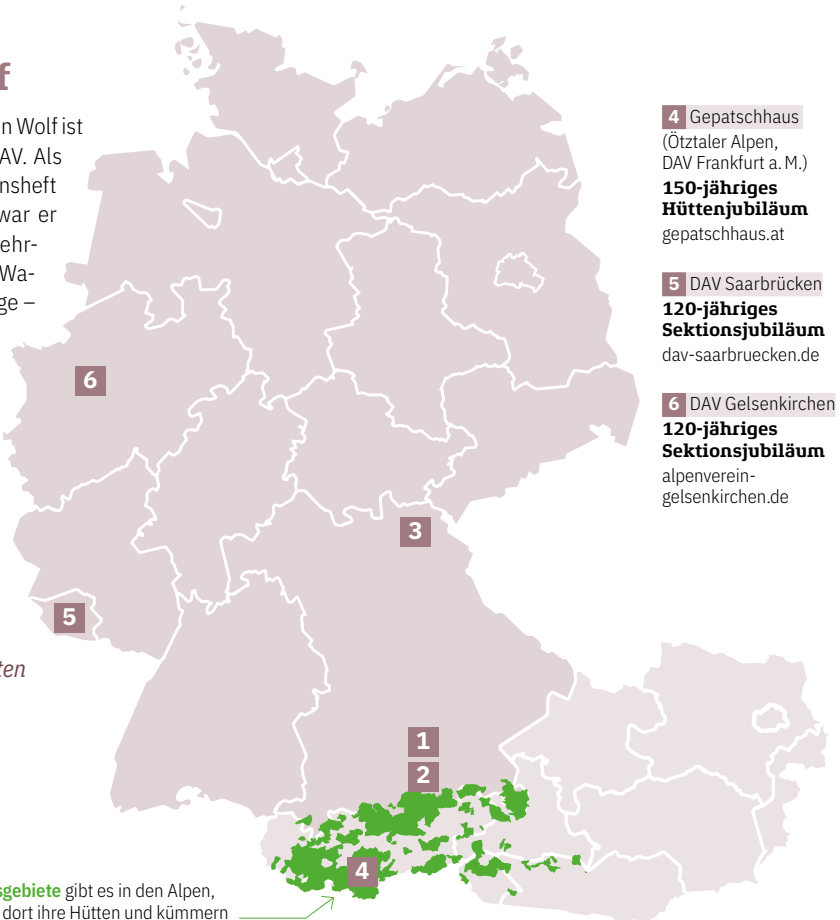 f
n Wolf ist
AV. Als
nsheft
war er
ehr-
Wa-
ge –
ten
6
3
5
1
2
4
4 Gepatschhaus
(Ötztaler Alpen,
DAV Frankfurt a. M.)
150-jähriges
Hüttenjubiläum
gepatschhaus.at
5 DAV Saarbrücken
120-jähriges
Sektionsjubiläum
dav-saarbruecken.de
6 DAV Gelsenkirchen
120-jähriges
Sektionsjubiläum
alpenverein-
gelsenkirchen.de
sgebiete gibt es in den Alpen,
dort ihre Hütten und kümmern